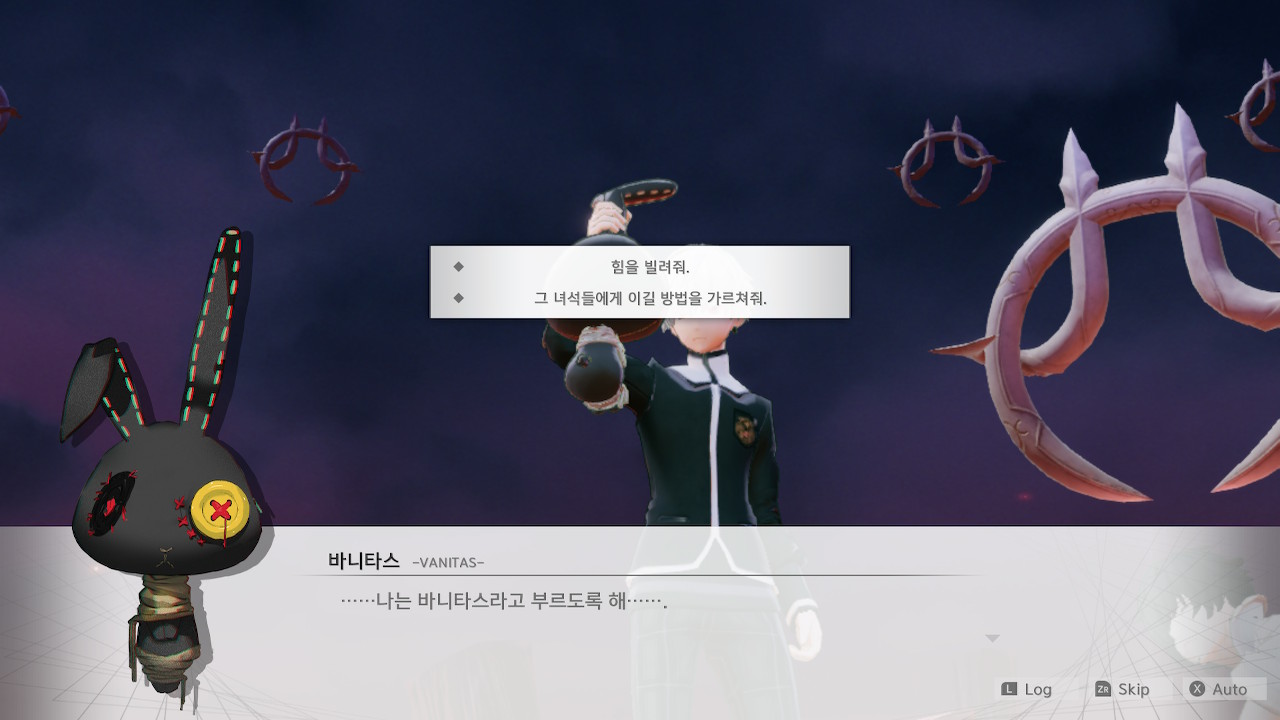 힘을 빌려줘.
그 녀석들에게 이길 방법을 가르쳐줘.
바니타스 -VANITAS-
……나는 바니타스라고 부르도록 해…….
L Log ZR Skip X Auto